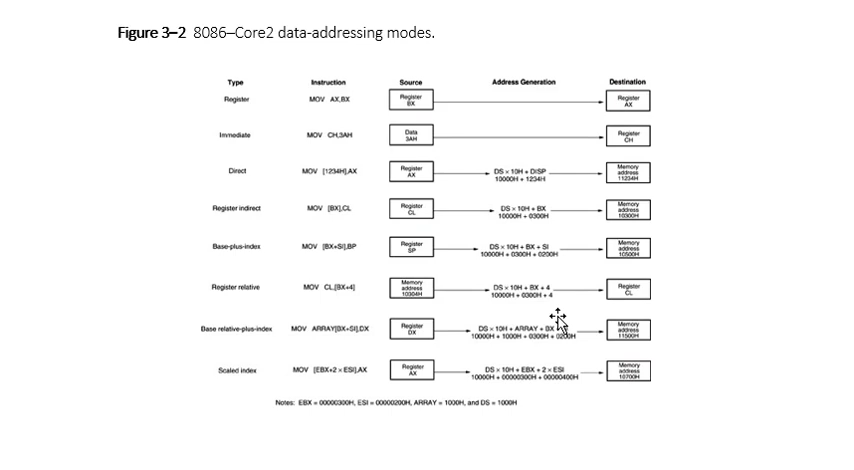 Figure 3–2 8086–Core2 data-addressing modes.
Type Instruction Source Address Generation Destination
Register MOV AX,BX Register BX Register AX
Immediate MOV CH,3AH Data 3AH Register CH
Direct MOV [1234H],AX Register AX DS × 10H + DISP 10000H + 1234H Memory address 11234H
Register indirect MOV [BX],CL Register CL DS × 10H + BX 10000H + 0300H Memory address 10300H
Base-plus-index MOV [BX+SI],BP Register SP DS × 10H + BX + SI 10000H + 0300H + 0200H Memory address 10500H
Register relative MOV CL,[BX+4] Memory address 10304H DS × 10H + BX + 4 10000H + 0300H + 4 Register CL
Base relative-plus-index MOV ARRAY[BX+SI],DX Register DX DS × 10H + ARRAY + BX 10000H + 1000H + 0300H + 0200H Memory address 11500H
Scaled index MOV [EBX+2 × ESI],AX Register AX DS × 10H + EBX + 2 × ESI 10000H + 00000300H + 00000400H Memory address 10700H
Notes: EBX = 00000300H, ESI = 00000200H, ARRAY = 1000H, and DS = 1000H